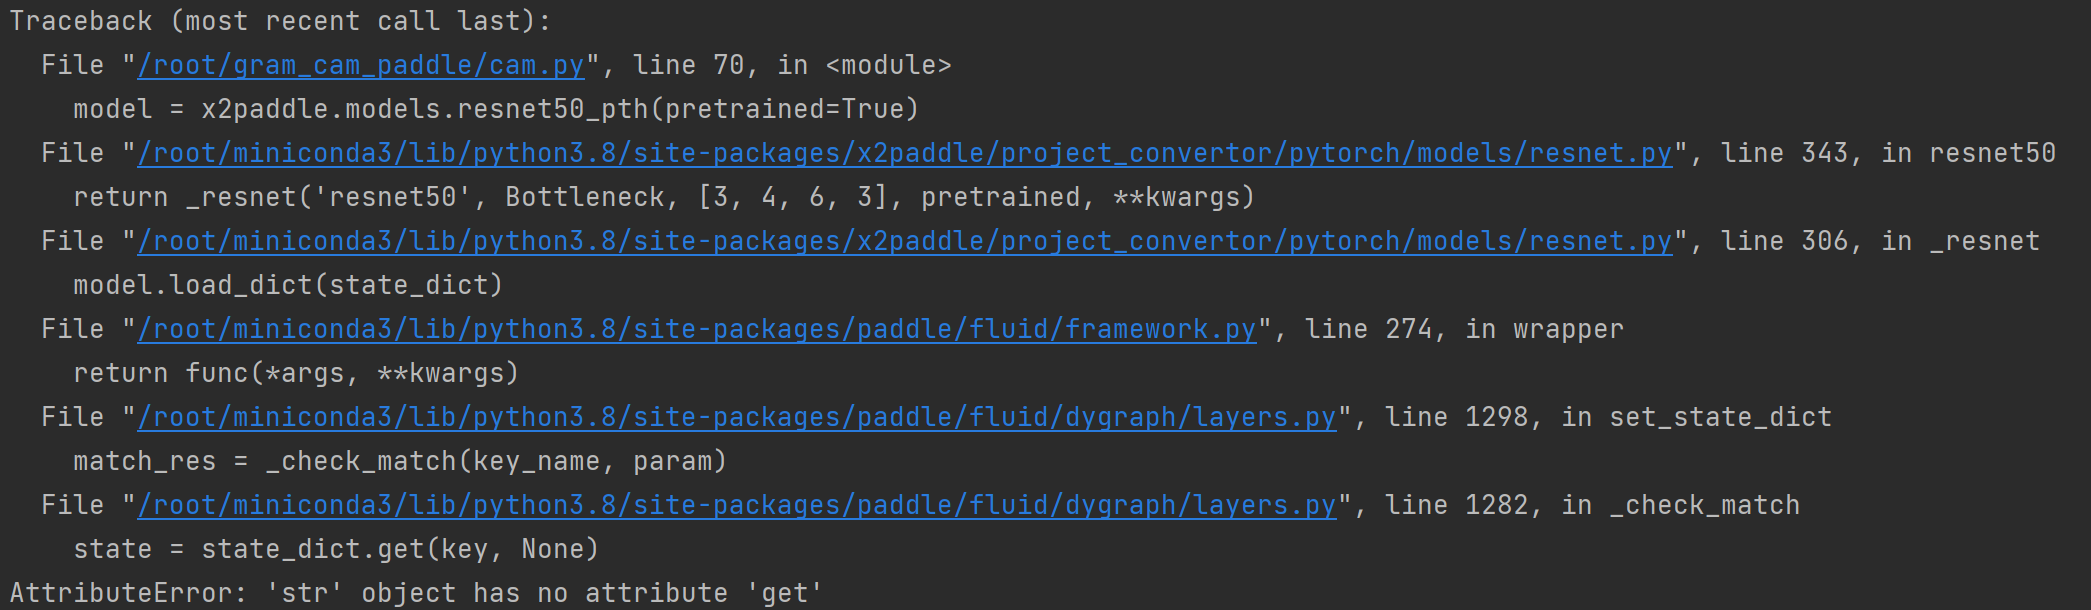 Traceback (most recent call last):
  File "/root/gram_cam_paddle/cam.py", line 70, in <module>
    model = x2paddle.models.resnet50_pth(pretrained=True)
  File "/root/miniconda3/lib/python3.8/site-packages/x2paddle/project_convertor/pytorch/models/resnet.py", line 343, in resnet50
    return _resnet('resnet50', Bottleneck, [3, 4, 6, 3], pretrained, **kwargs)
  File "/root/miniconda3/lib/python3.8/site-packages/x2paddle/project_convertor/pytorch/models/resnet.py", line 306, in _resnet
    model.load_dict(state_dict)
  File "/root/miniconda3/lib/python3.8/site-packages/paddle/fluid/framework.py", line 274, in wrapper
    return func(*args, **kwargs)
  File "/root/miniconda3/lib/python3.8/site-packages/paddle/fluid/dygraph/layers.py", line 1298, in set_state_dict
    match_res = _check_match(key_name, param)
  File "/root/miniconda3/lib/python3.8/site-packages/paddle/fluid/dygraph/layers.py", line 1282, in _check_match
    state = state_dict.get(key, None)
AttributeError: 'str' object has no attribute 'get'